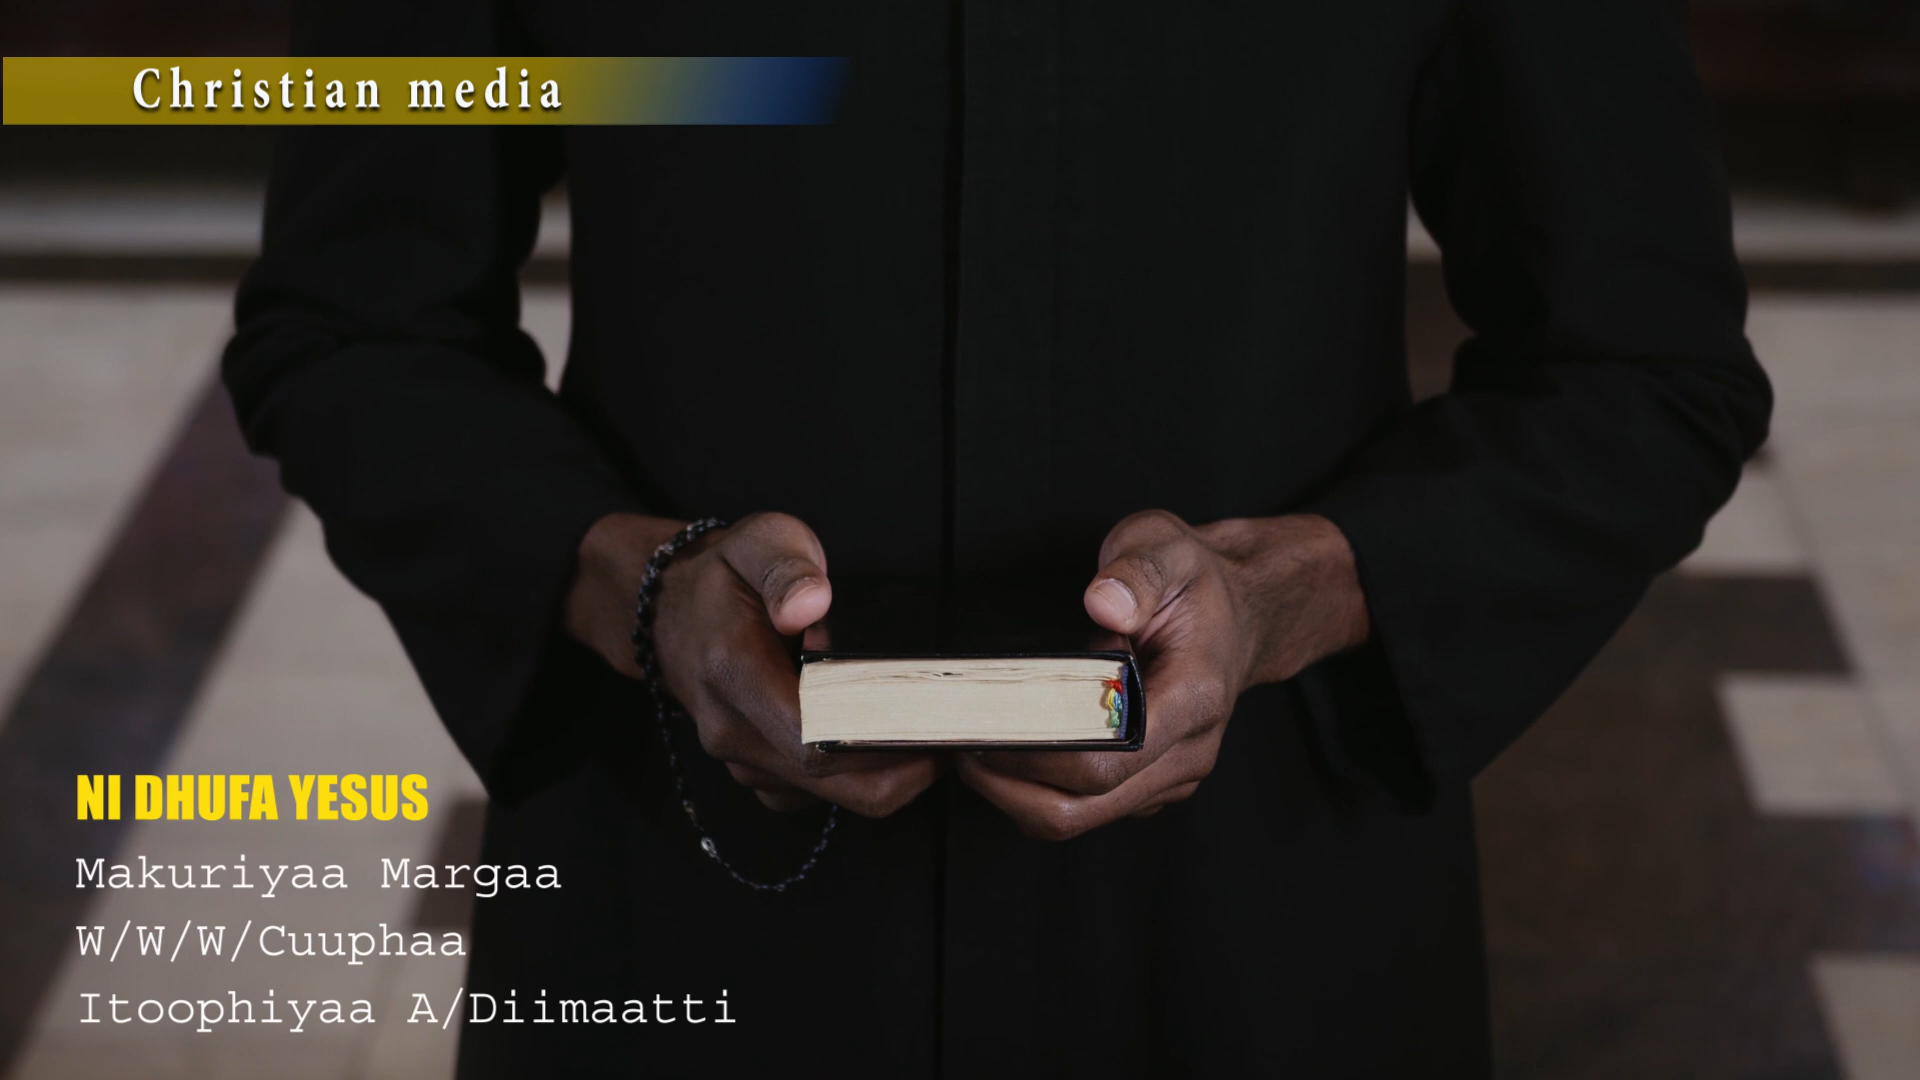 Christian media
NI DHUFA YESUS
Makuriyaa Margaa
W/W/W/Cuuphaa
Itoophiyaa A/Diimaatti